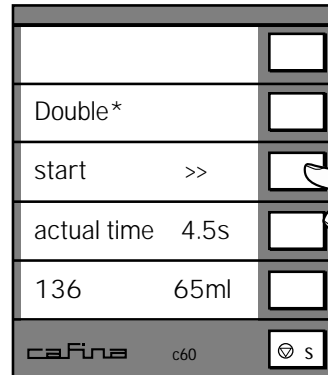 Double*
start >>
actual time 4.5s
136 65ml
cafina c60 s